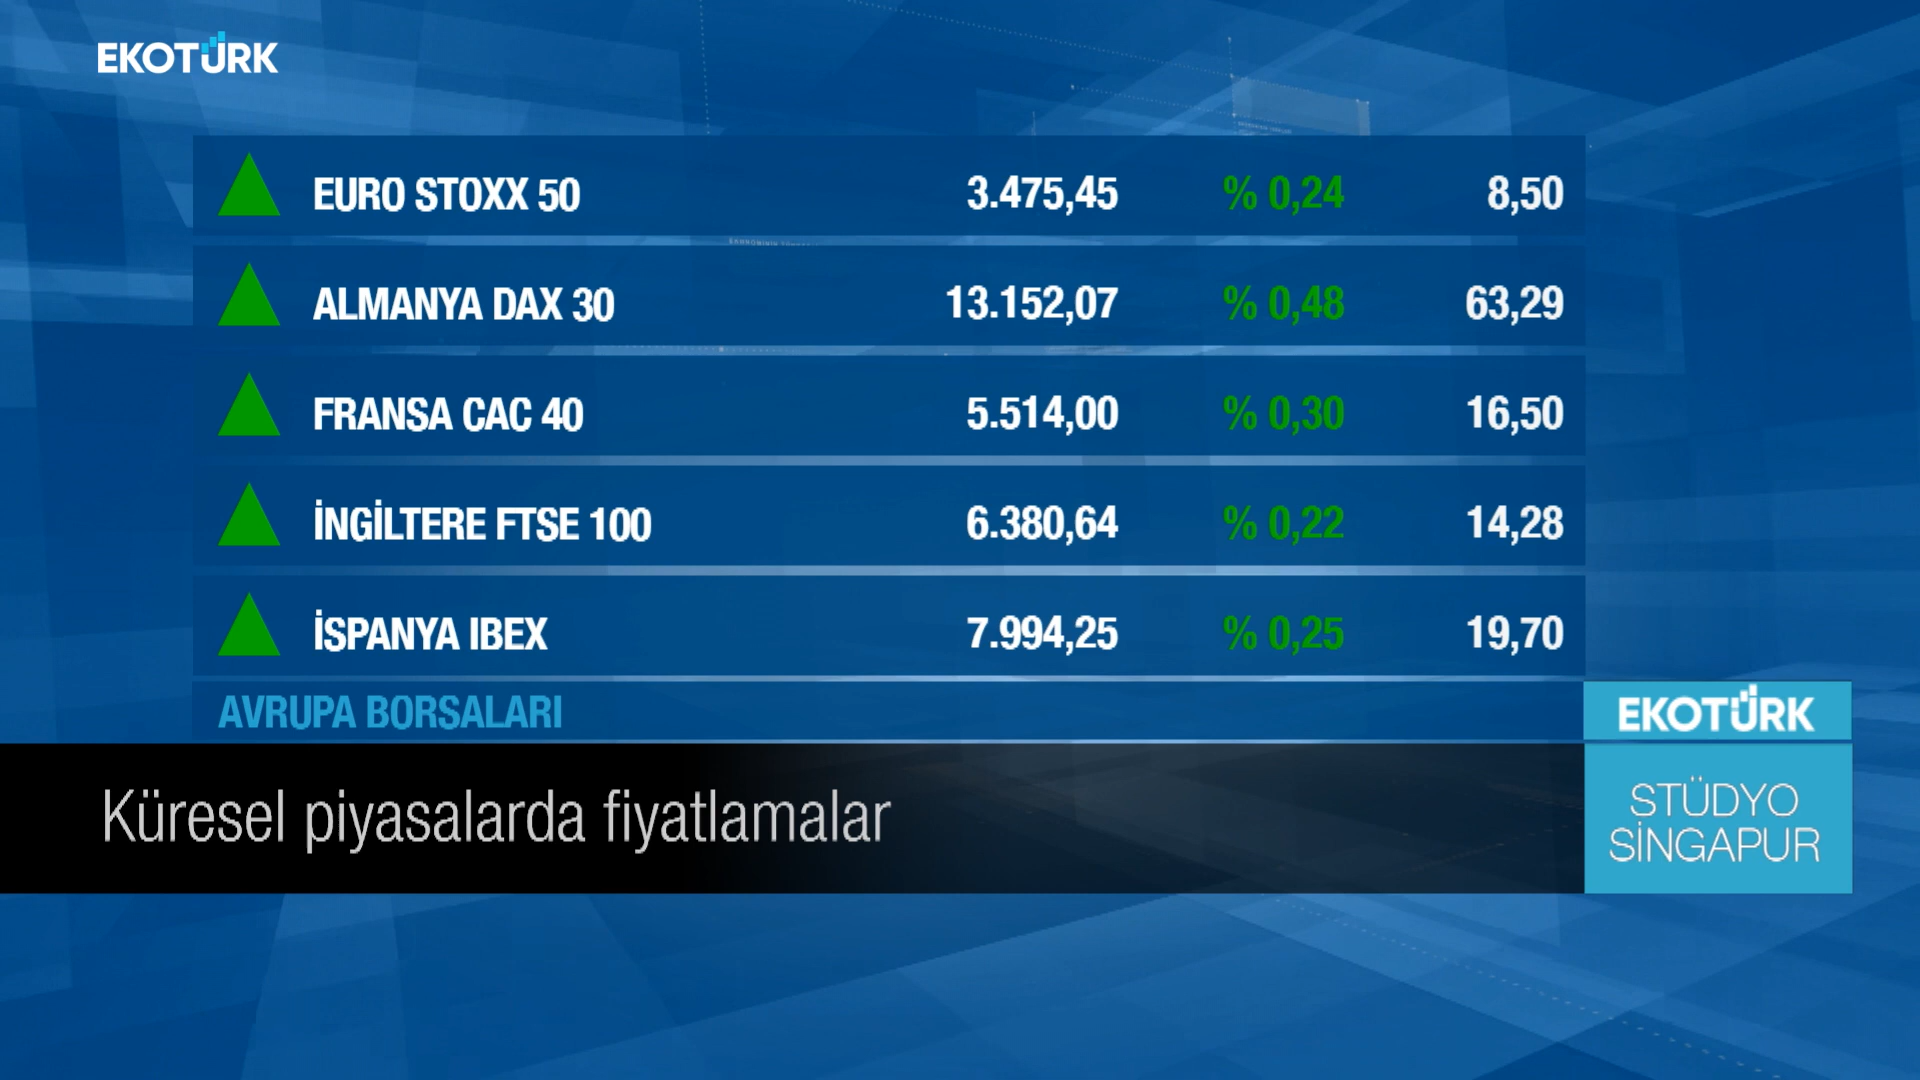 EKOTÜRK
EURO STOXX 50 3.475,45 % 0,24 8,50
ALMANYA DAX 30 13.152,07 % 0,48 63,29
FRANSA CAC 40 5.514,00 % 0,30 16,50
İNGİLTERE FTSE 100 6.380,64 % 0,22 14,28
İSPANYA IBEX 7.994,25 % 0,25 19,70
AVRUPA BORSALARI
EKOTÜRK
Küresel piyasalarda fiyatlamalar
STÜDYO
SİNGAPUR